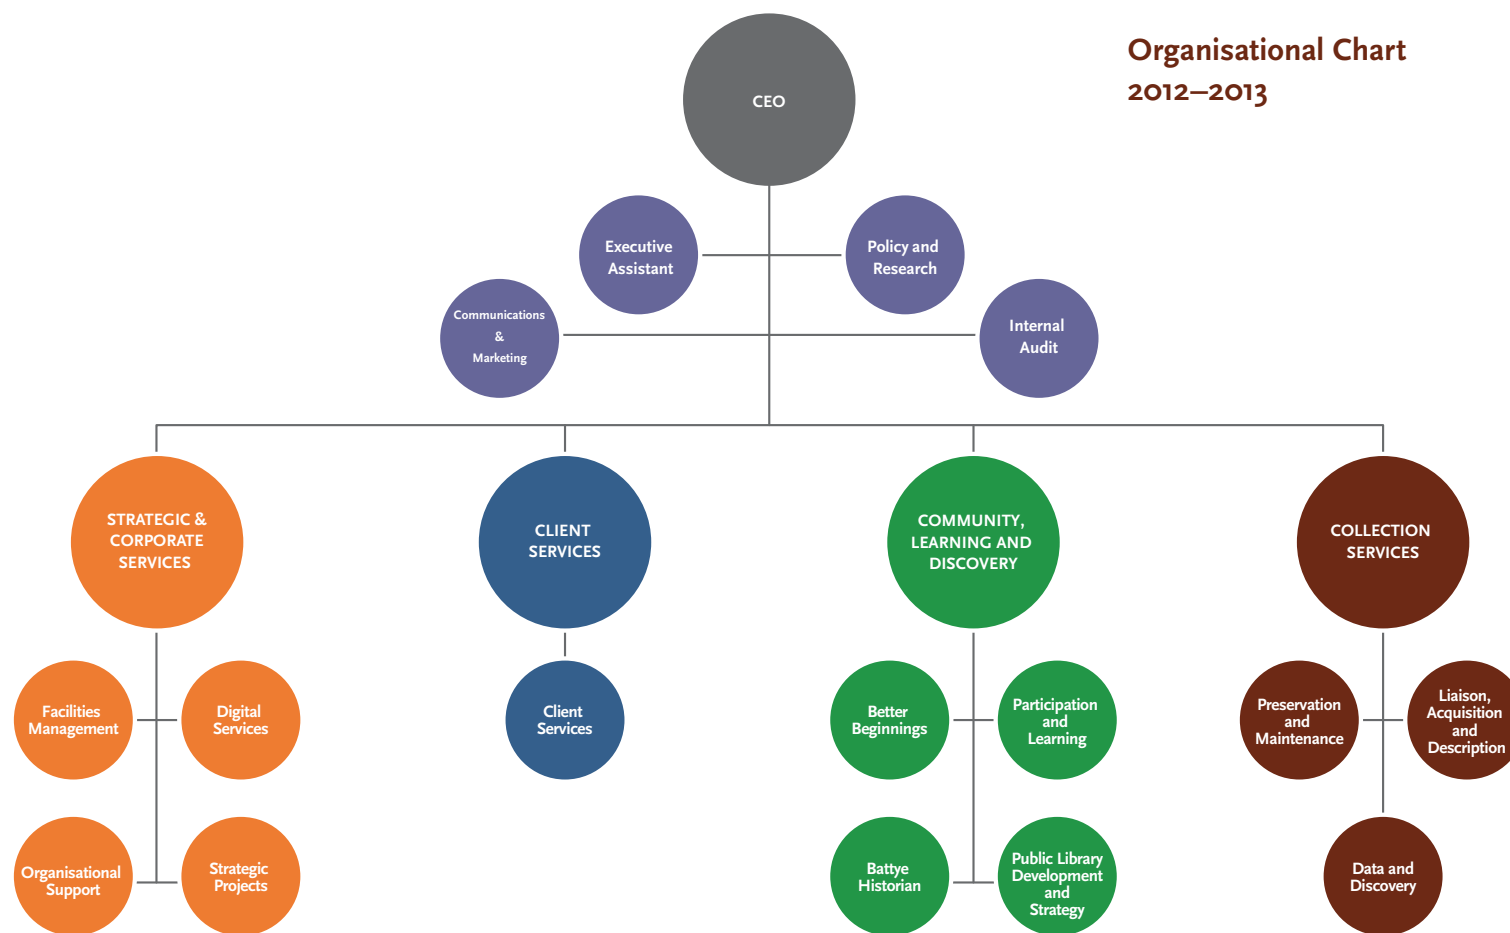 Organisational Chart
2012–2013
CEO
Executive
Assistant
Policy and
Research
Communications
&
Marketing
Internal
Audit
STRATEGIC &
CORPORATE
SERVICES
CLIENT
SERVICES
COMMUNITY,
LEARNING AND
DISCOVERY
COLLECTION
SERVICES
Facilities
Management
Digital
Services
Organisational
Support
Strategic
Projects
Client
Services
Better
Beginnings
Participation
and
Learning
Battye
Historian
Public Library
Development
and
Strategy
Preservation
and
Maintenance
Liaison,
Acquisition
and
Description
Data and
Discovery